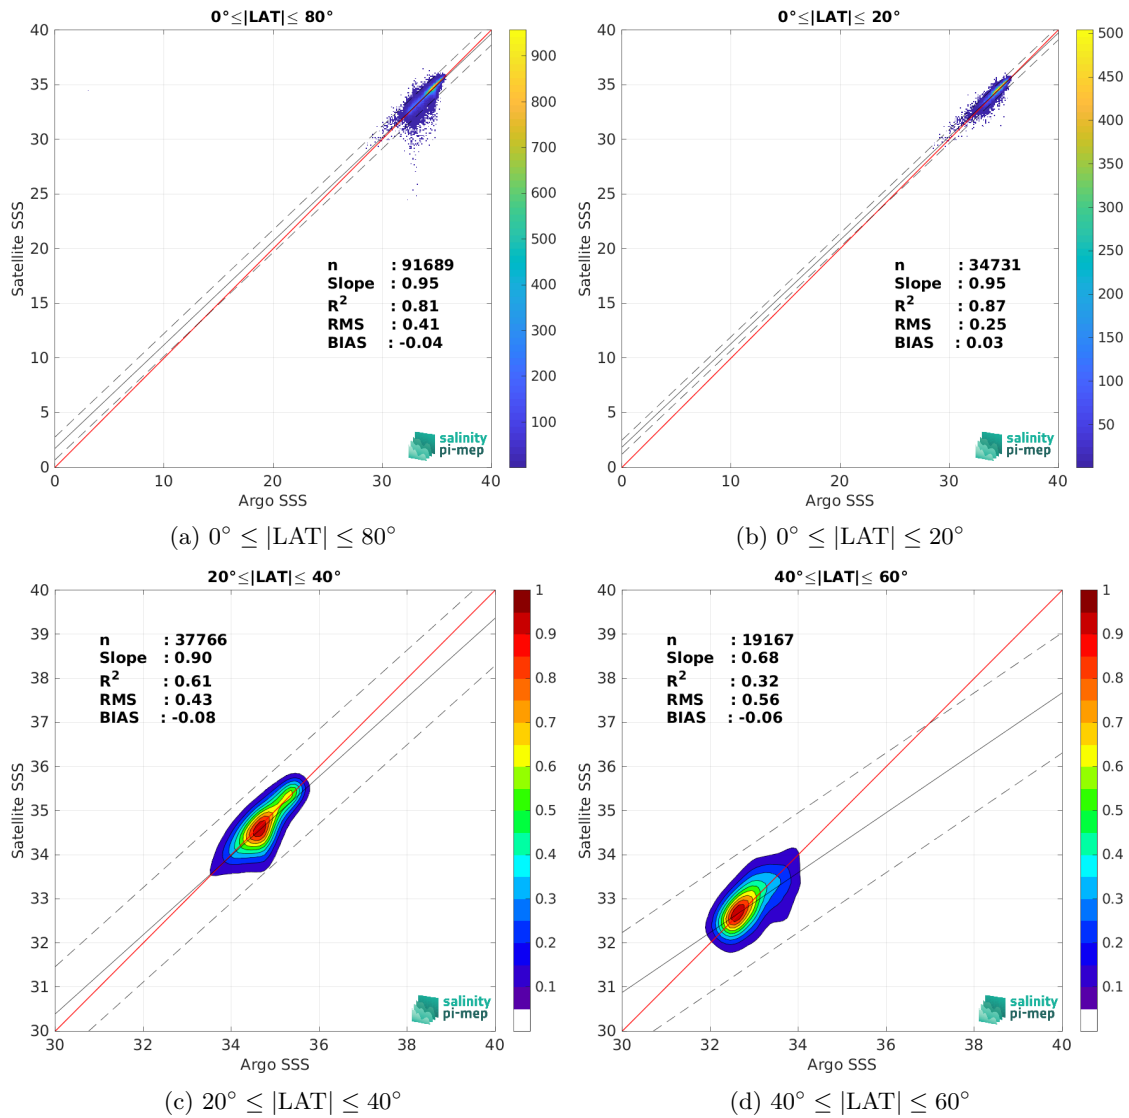 0°≤|LAT|≤ 80°
40
35
30
25
20
15
10
5
0
0
10
20
30
40
Satellite SSS
Argo SSS
n : 91689
Slope : 0.95
R2 : 0.81
RMS : 0.41
BIAS : -0.04
900
800
700
600
500
400
300
200
100
salinity
pi-mep
(a) 0° ≤ |LAT| ≤ 80°
0°≤|LAT|≤ 20°
40
35
30
25
20
15
10
5
0
0
10
20
30
40
Satellite SSS
Argo SSS
n : 34731
Slope : 0.95
R2 : 0.87
RMS : 0.25
BIAS : 0.03
500
450
400
350
300
250
200
150
100
50
salinity
pi-mep
(b) 0° ≤ |LAT| ≤ 20°
20°≤|LAT|≤ 40°
40
39
38
37
36
35
34
33
32
31
30
30
32
34
36
38
40
Satellite SSS
Argo SSS
n : 37766
Slope : 0.90
R2 : 0.61
RMS : 0.43
BIAS : -0.08
1
0.9
0.8
0.7
0.6
0.5
0.4
0.3
0.2
0.1
salinity
pi-mep
(c) 20° ≤ |LAT| ≤ 40°
40°≤|LAT|≤ 60°
40
39
38
37
36
35
34
33
32
31
30
30
32
34
36
38
40
Satellite SSS
Argo SSS
n : 19167
Slope : 0.68
R2 : 0.32
RMS : 0.56
BIAS : -0.06
1
0.9
0.8
0.7
0.6
0.5
0.4
0.3
0.2
0.1
salinity
pi-mep
(d) 40° ≤ |LAT| ≤ 60°